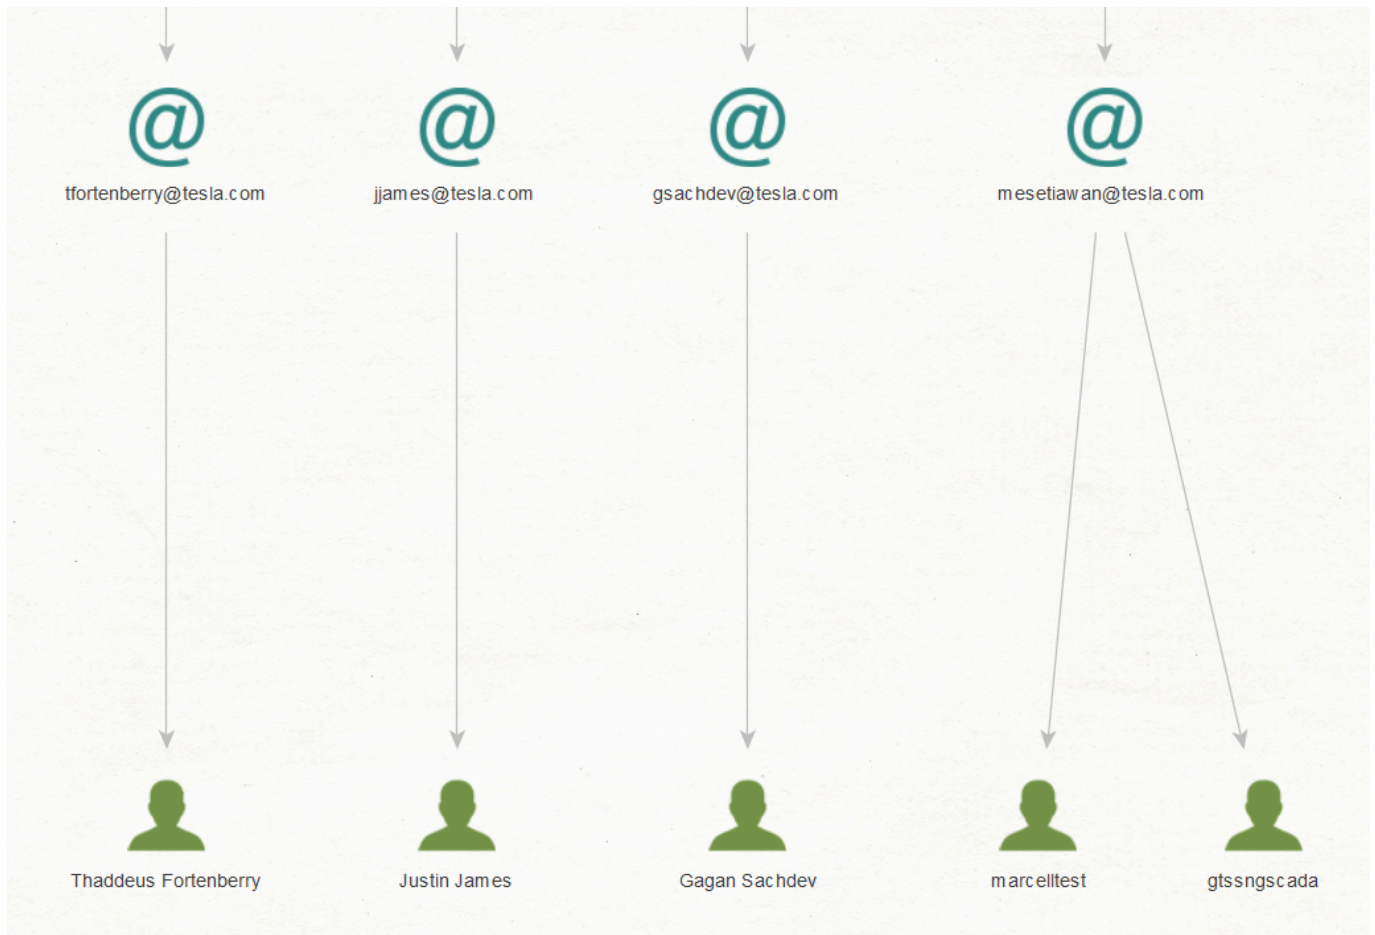 tfortenberry@tesla.com
jjames@tesla.com
gsachdev@tesla.com
mesetiawan@tesla.com
Thaddeus Fortenberry
Justin James
Gagan Sachdev
marcelltest
gtssngscada